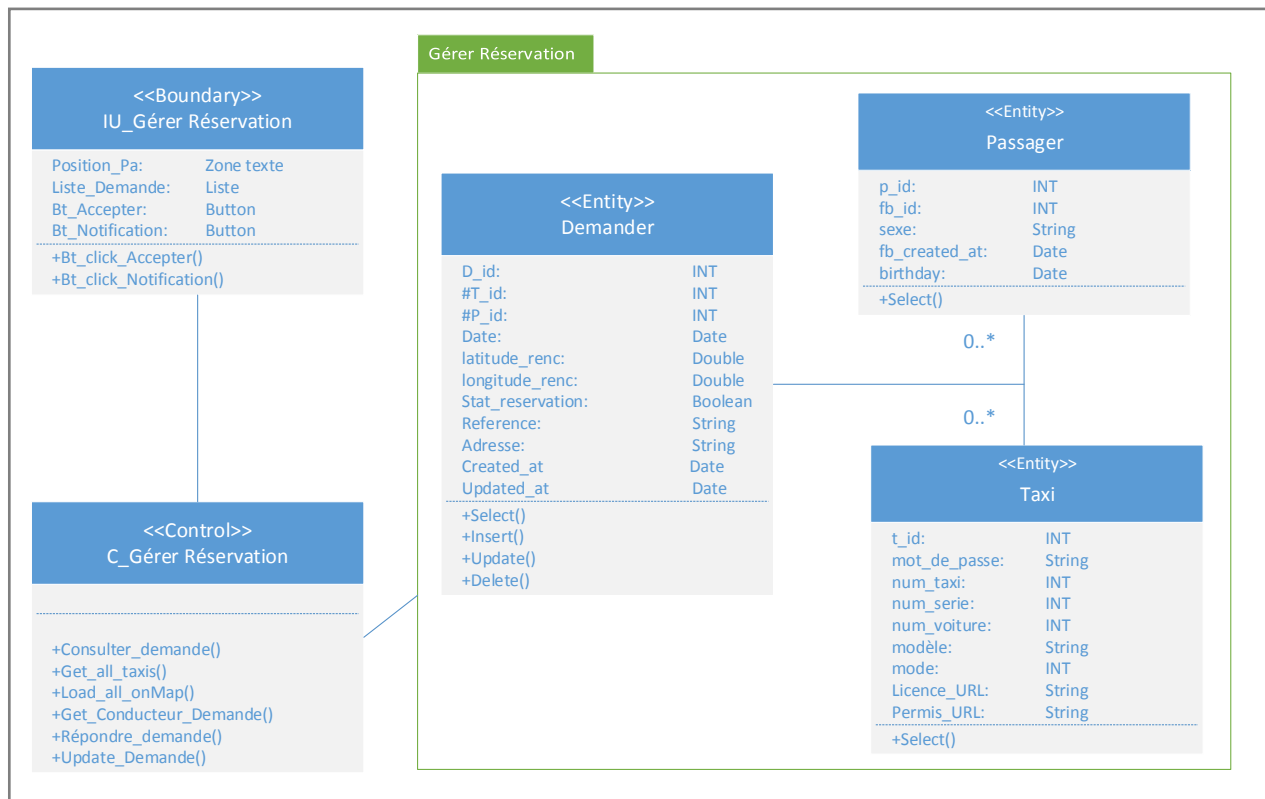 Gérer Réservation
<<Boundary>>
IU_Gérer Réservation
Position_Pa: Zone texte
Liste_Demande: Liste
Bt_Accepter: Button
Bt_Notification: Button
+Bt_click_Accepter()
+Bt_click_Notification()
<<Control>>
C_Gérer Réservation
+Consulter_demande()
+Get_all_taxis()
+Load_all_onMap()
+Get_Conducteur_Demande()
+Répondre_demande()
+Update_Demande()
<<Entity>>
Demander
D_id: INT
#T_id: INT
#P_id: INT
Date: Date
latitude_renc: Double
longitude_renc: Double
Stat_reservation: Boolean
Reference: String
Adresse: String
Created_at Date
Updated_at Date
+Select()
+Insert()
+Update()
+Delete()
<<Entity>>
Passager
p_id: INT
fb_id: INT
sexe: String
fb_created_at: Date
birthday: Date
+Select()
0..*
0..*
<<Entity>>
Taxi
t_id: INT
mot_de_passe: String
num_taxi: INT
num_serie: INT
num_voiture: INT
modèle: String
mode: INT
Licence_URL: String
Permis_URL: String
+Select()